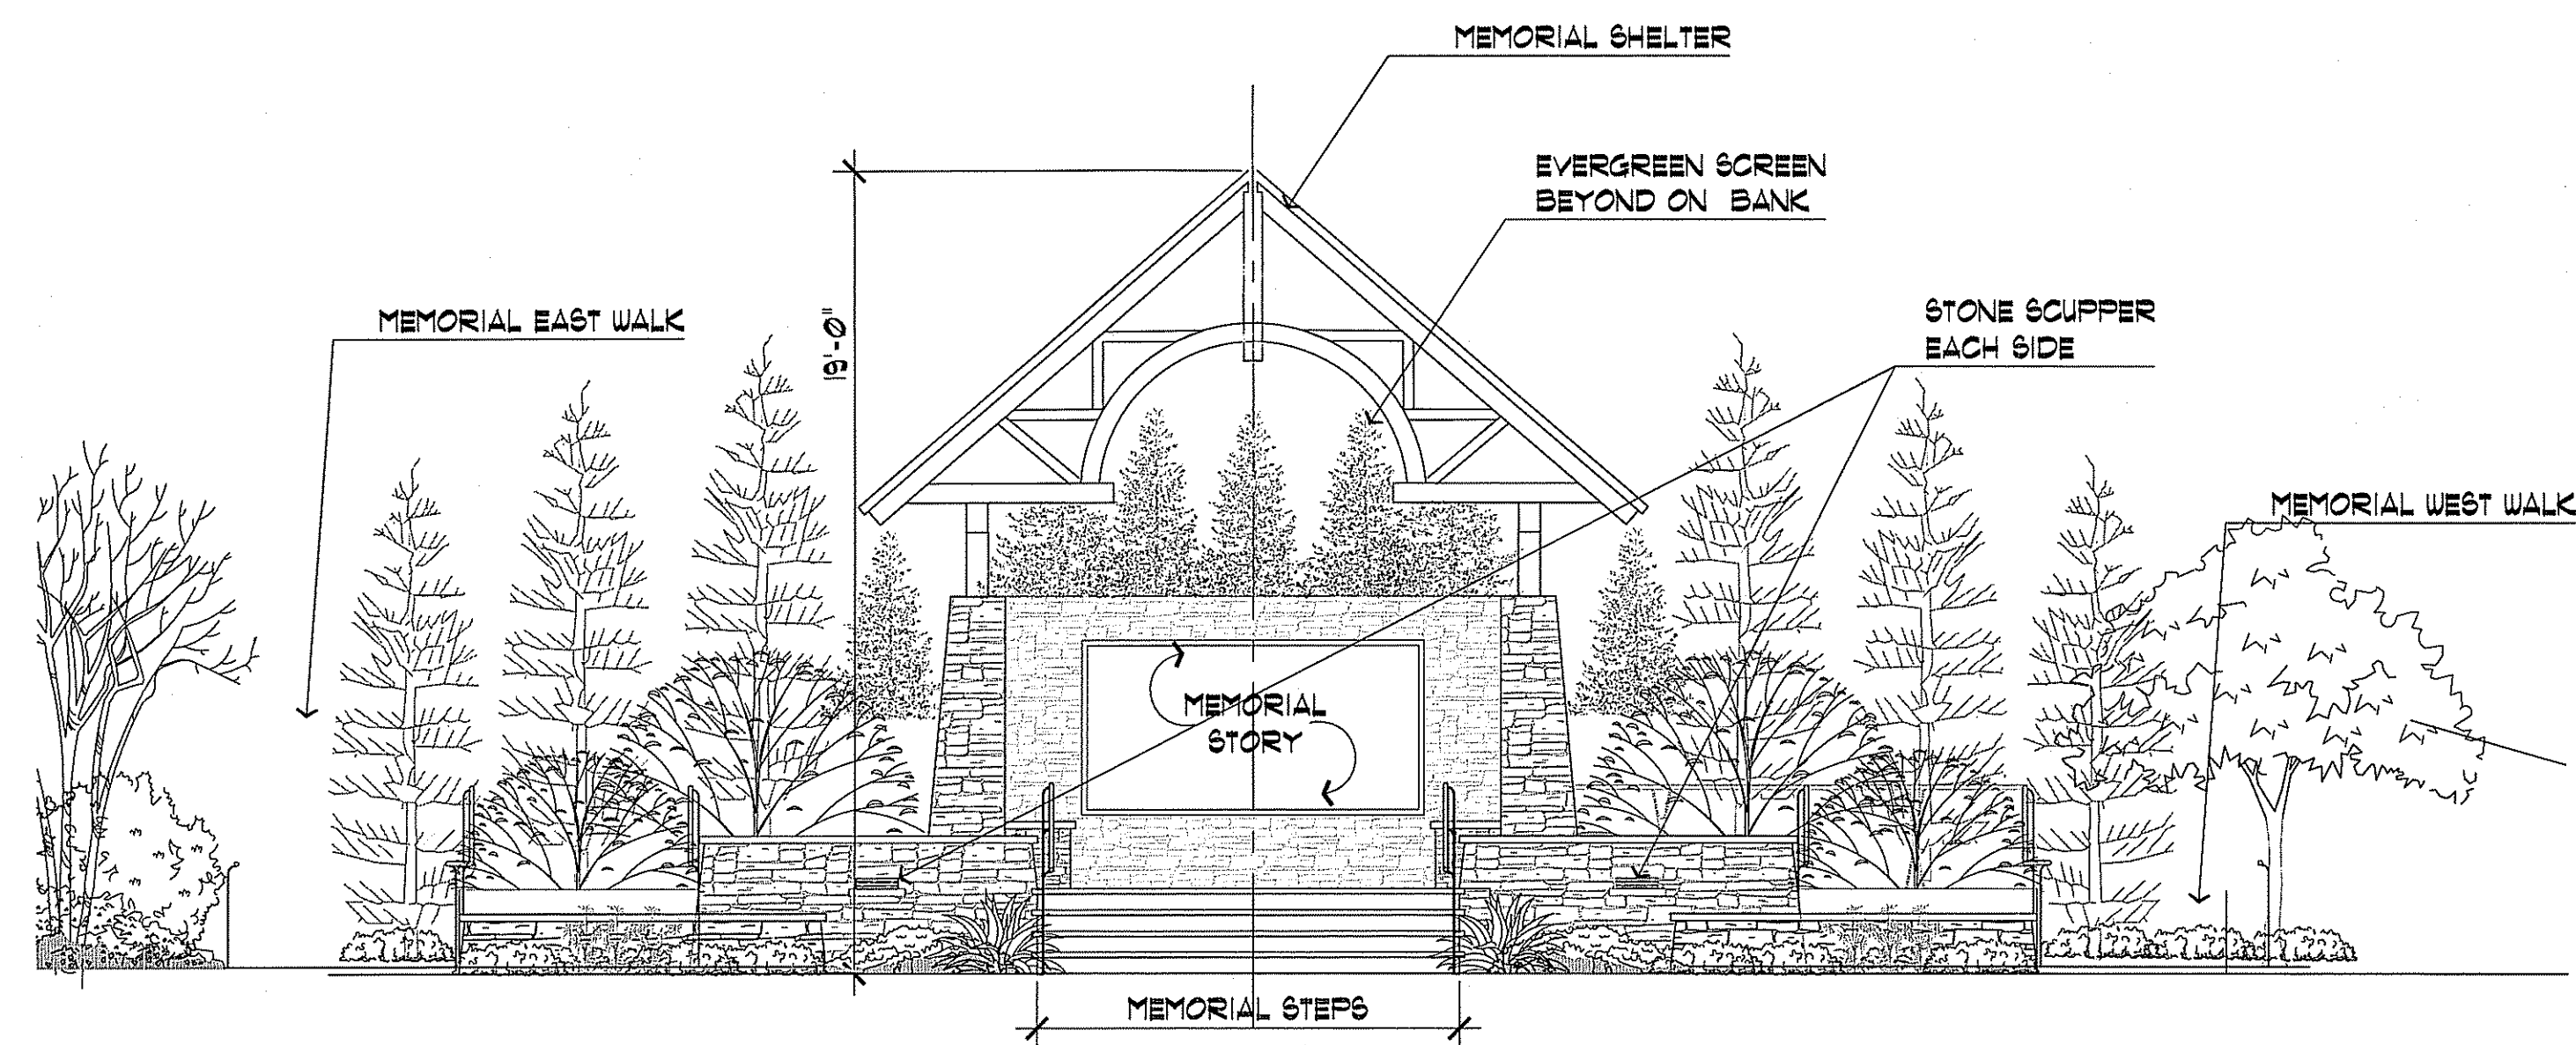 MEMORIAL SHELTER
EVERGREEN SCREEN
BEYOND ON BANK
STONE SCUPPER
EACH SIDE
MEMORIAL EAST WALK
19'-0"
MEMORIAL WEST WALK
MEMORIAL
STORY
MEMORIAL STEPS